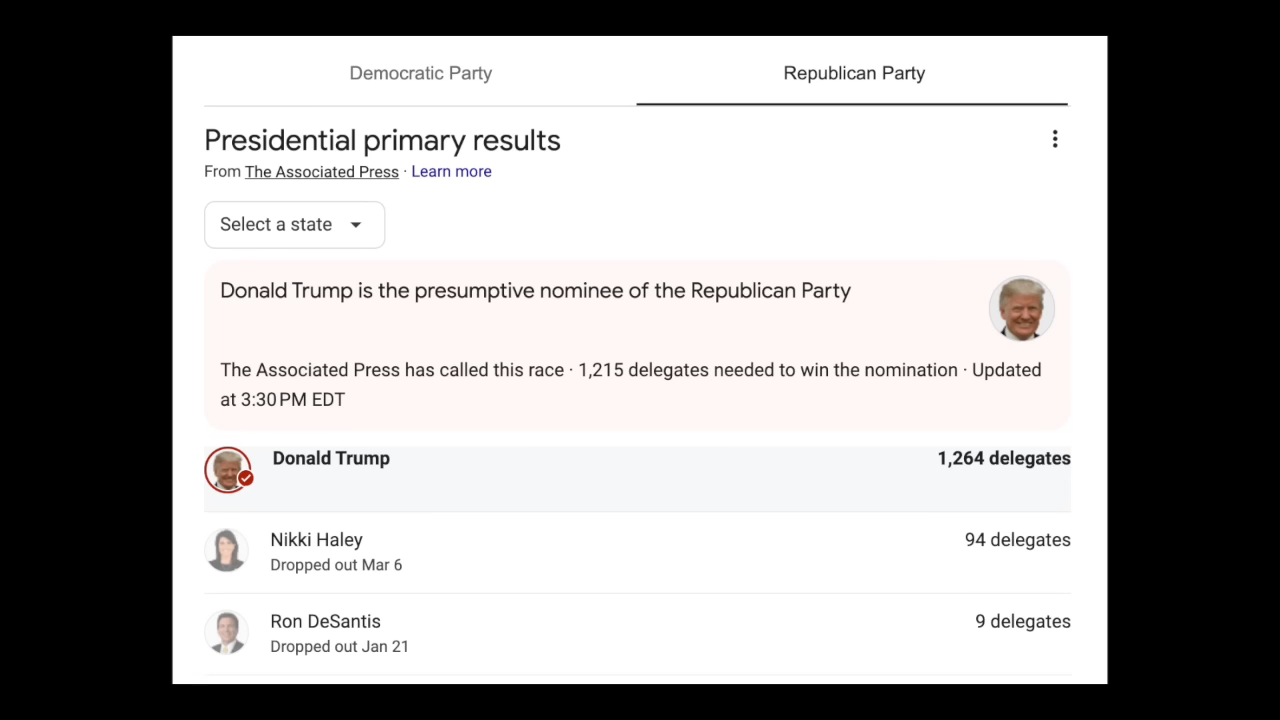 Democratic Party
Republican Party
Presidential primary results
From The Associated Press · Learn more
Select a state
Donald Trump is the presumptive nominee of the Republican Party
The Associated Press has called this race · 1,215 delegates needed to win the nomination · Updated
at 3:30 PM EDT
Donald Trump
1,264 delegates
Nikki Haley
94 delegates
Dropped out Mar 6
Ron DeSantis
9 delegates
Dropped out Jan 21